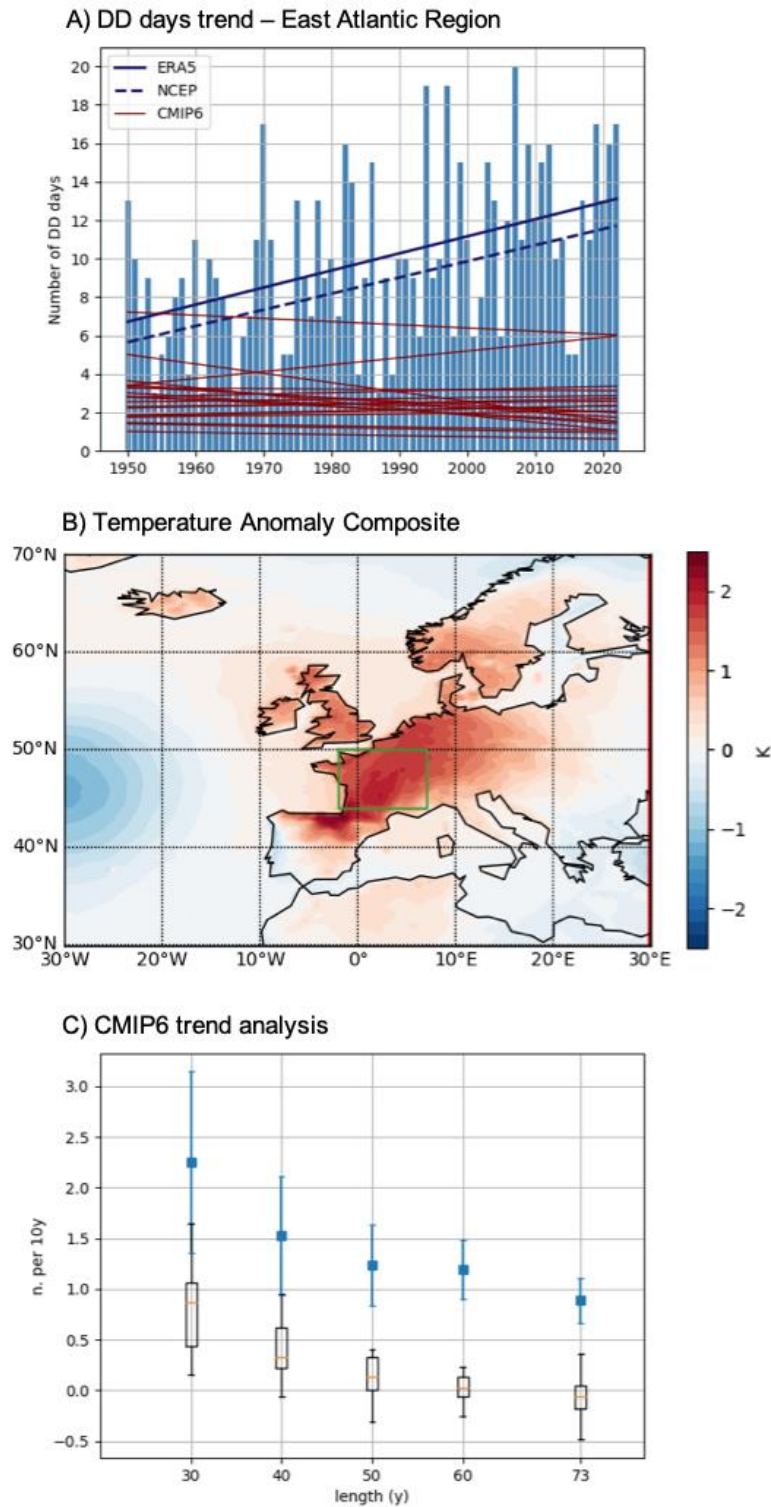 A) DD days trend – East Atlantic Region
20
18
16
14
12
10
8
6
4
2
0
Number of DD days
ERA5
NCEP
CMIP6
1950 1960 1970 1980 1990 2000 2010 2020
B) Temperature Anomaly Composite
70°N
60°N
50°N
40°N
30°N
30°W 20°W 10°W 0° 10°E 20°E 30°E
2
1
0
−1
−2
K
C) CMIP6 trend analysis
3.0
2.5
2.0
1.5
1.0
0.5
0.0
−0.5
n. per 10y
30 40 50 60 73
length (y)